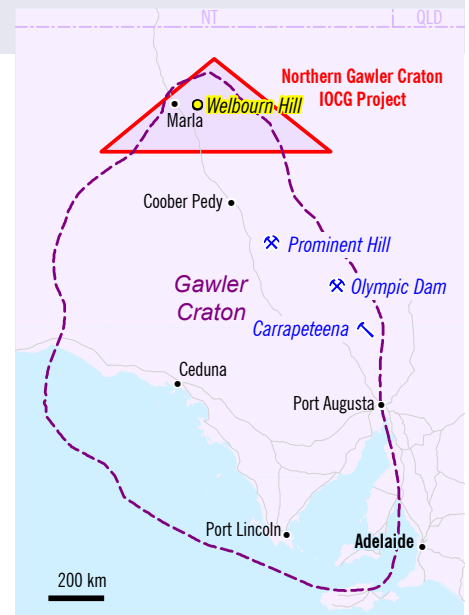 NT
QLD
Northern Gawler Craton
IOCG Project
Welbourn Hill
Marla
Coober Pedy
Prominent Hill
Gawler
Craton
Olympic Dam
Carrapeteena
Ceduna
Port Augusta
Port Lincoln
Adelaide
200 km